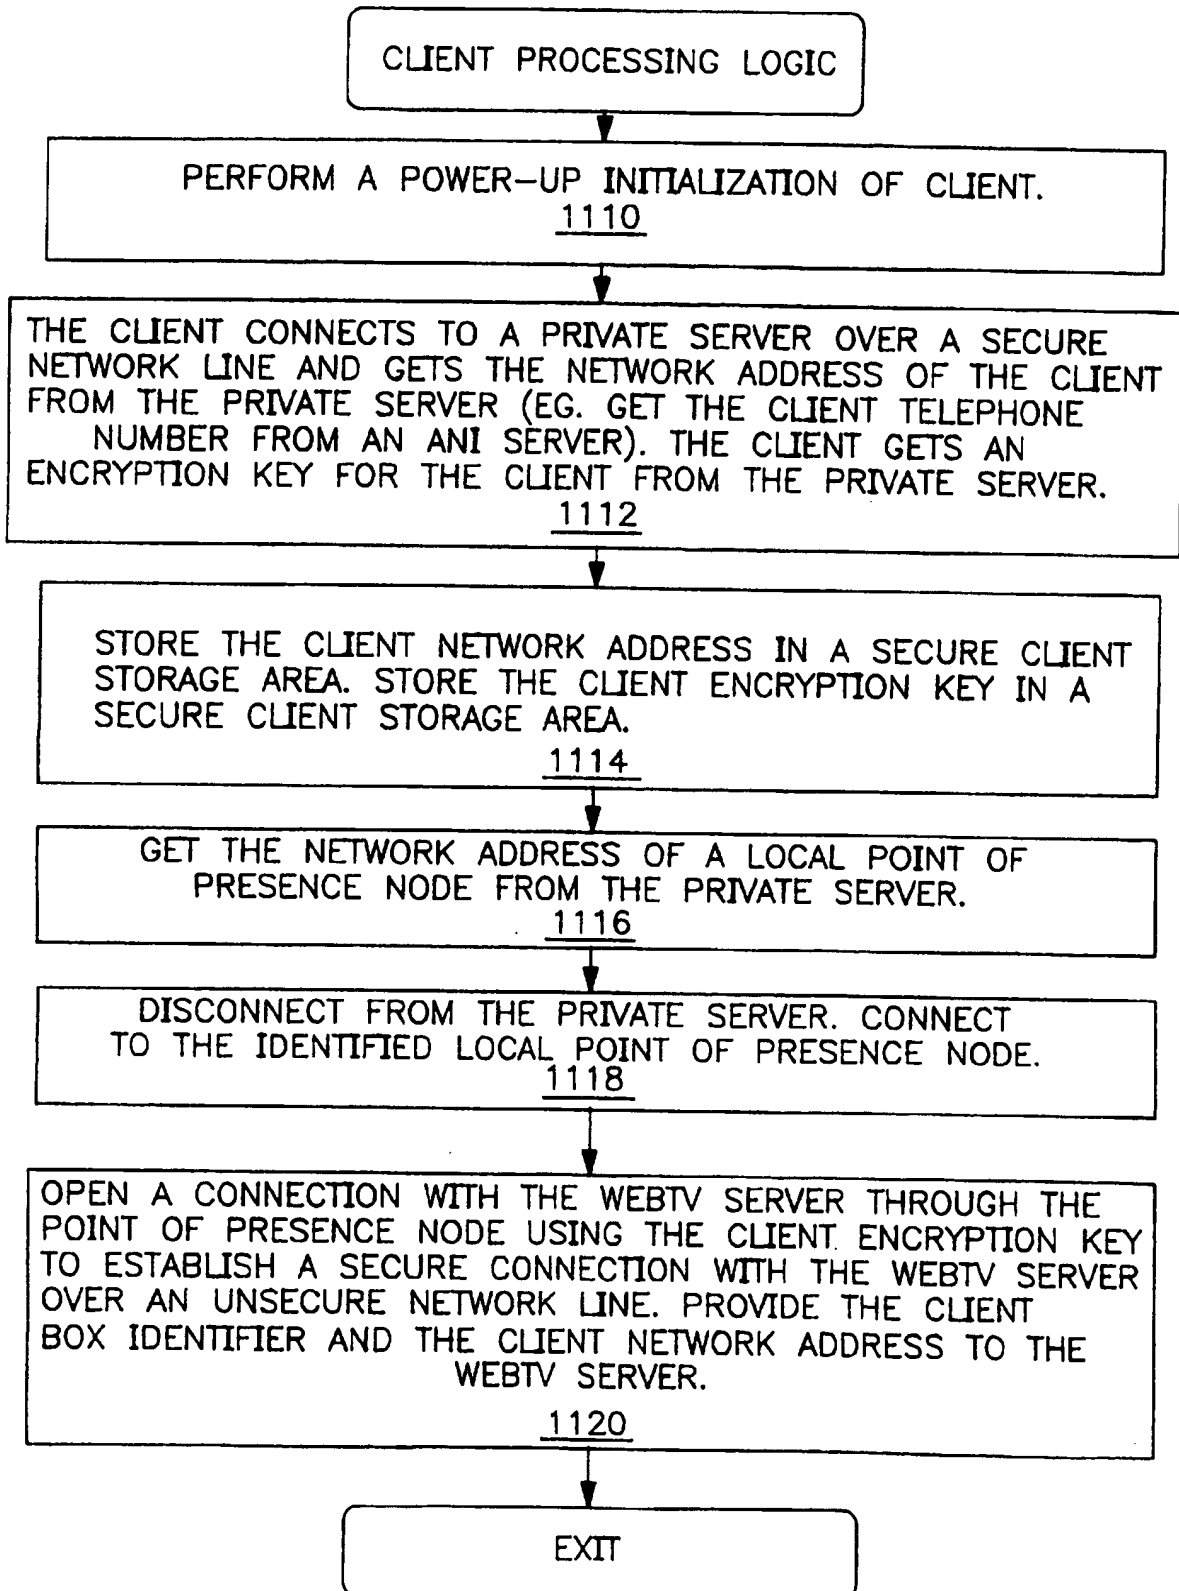 CLIENT PROCESSING LOGIC
PERFORM A POWER-UP INITIALIZATION OF CLIENT.
1110
THE CLIENT CONNECTS TO A PRIVATE SERVER OVER A SECURE
NETWORK LINE AND GETS THE NETWORK ADDRESS OF THE CLIENT
FROM THE PRIVATE SERVER (EG. GET THE CLIENT TELEPHONE
NUMBER FROM AN ANI SERVER). THE CLIENT GETS AN
ENCRYPTION KEY FOR THE CLIENT FROM THE PRIVATE SERVER.
1112
STORE THE CLIENT NETWORK ADDRESS IN A SECURE CLIENT
STORAGE AREA. STORE THE CLIENT ENCRYPTION KEY IN A
SECURE CLIENT STORAGE AREA.
1114
GET THE NETWORK ADDRESS OF A LOCAL POINT OF
PRESENCE NODE FROM THE PRIVATE SERVER.
1116
DISCONNECT FROM THE PRIVATE SERVER. CONNECT
TO THE IDENTIFIED LOCAL POINT OF PRESENCE NODE.
1118
OPEN A CONNECTION WITH THE WEBTV SERVER THROUGH THE
POINT OF PRESENCE NODE USING THE CLIENT ENCRYPTION KEY
TO ESTABLISH A SECURE CONNECTION WITH THE WEBTV SERVER
OVER AN UNSECURE NETWORK LINE. PROVIDE THE CLIENT
BOX IDENTIFIER AND THE CLIENT NETWORK ADDRESS TO THE
WEBTV SERVER.
1120
EXIT